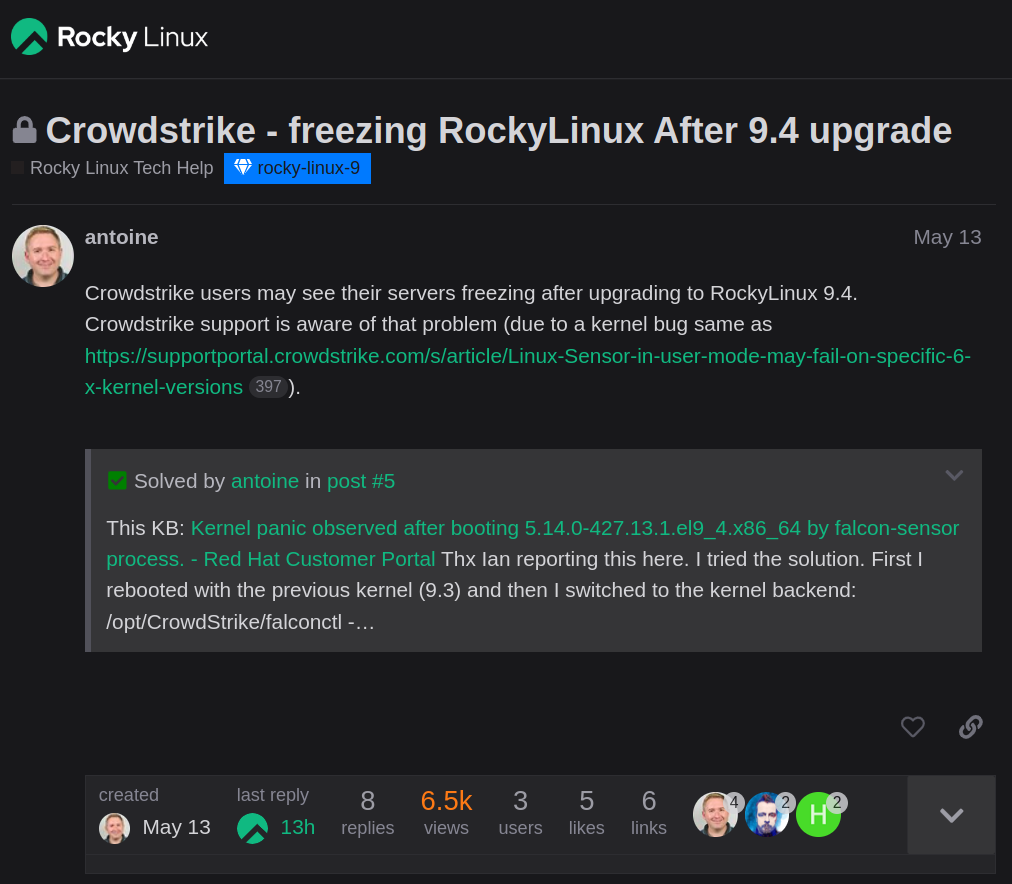 Rocky Linux
Crowdstrike - freezing RockyLinux After 9.4 upgrade
Rocky Linux Tech Help rocky-linux-9
antoine May 13
Crowdstrike users may see their servers freezing after upgrading to RockyLinux 9.4.
Crowdstrike support is aware of that problem (due to a kernel bug same as
https://supportportal.crowdstrike.com/s/article/Linux-Sensor-in-user-mode-may-fail-on-specific-6-
x-kernel-versions 397 ).
Solved by antoine in post #5
This KB: Kernel panic observed after booting 5.14.0-427.13.1.el9_4.x86_64 by falcon-sensor
process. - Red Hat Customer Portal Thx Ian reporting this here. I tried the solution. First I
rebooted with the previous kernel (9.3) and then I switched to the kernel backend:
/opt/CrowdStrike/falconctl -…
created last reply 8 6.5k 3 5 6 4 2 H 2
May 13 13h replies views users likes links